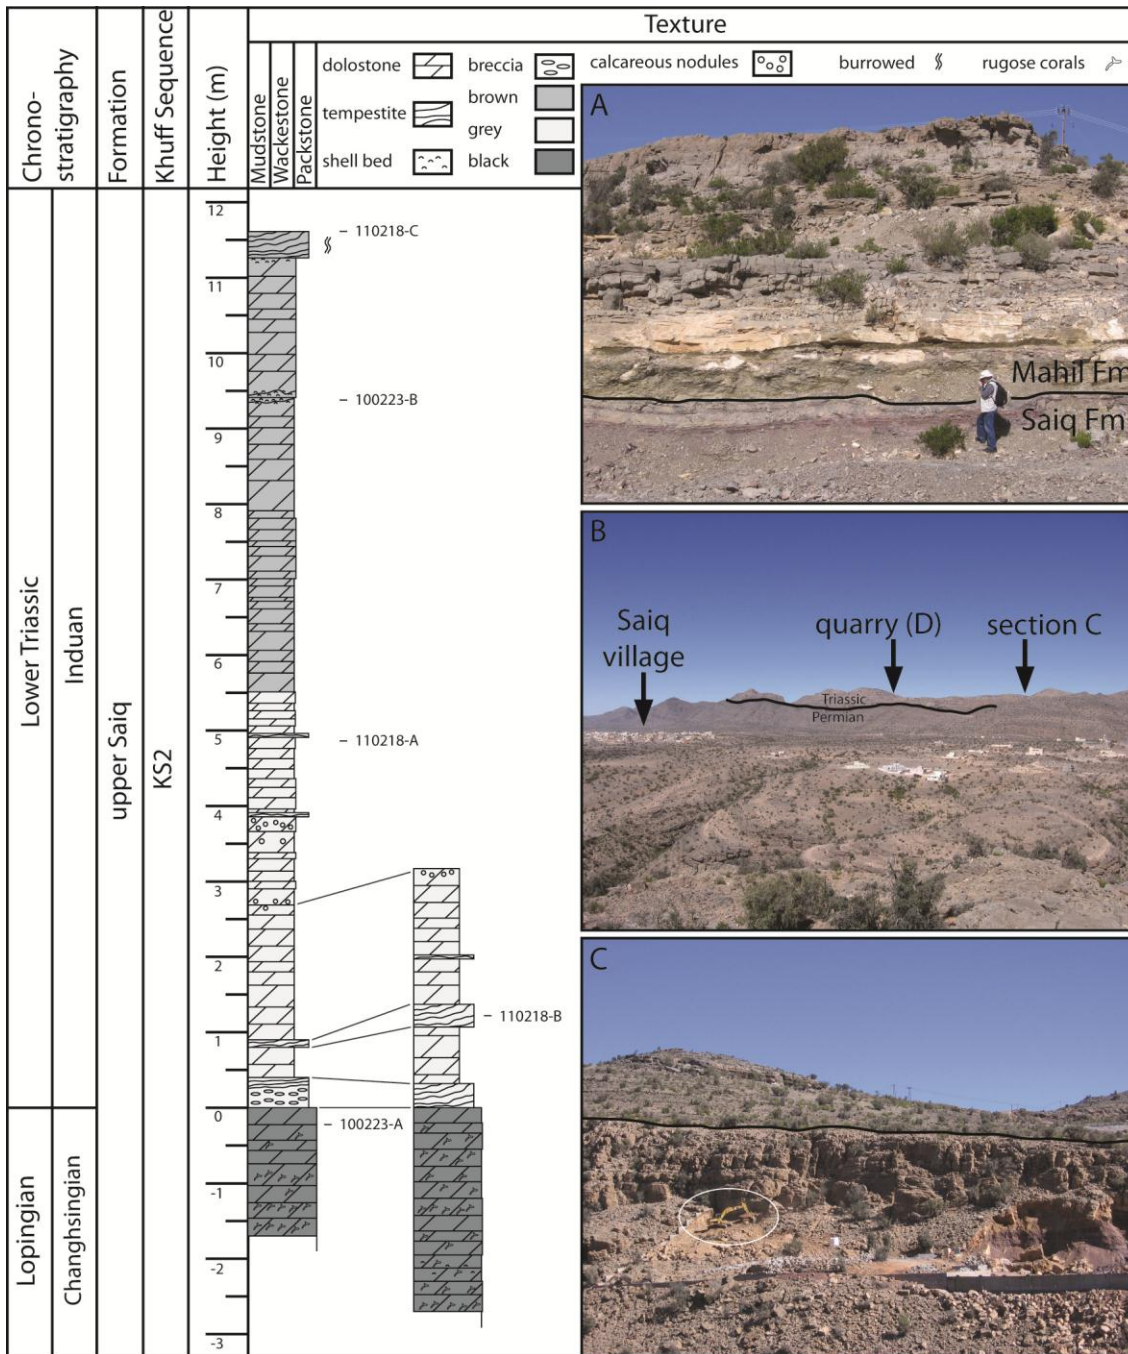 Texture
Chrono-
stratigraphy
Formation
Khuff Sequence
Height (m)
Mudstone
Wackestone
Packstone
dolostone
breccia
calcareous nodules
burrowed
rugose corals
brown
tempestite
grey
shell bed
black
Lower Triassic
Induan
upper Saiq
KS2
Lopingian
Changhsingian
12
11
10
9
8
7
6
5
4
3
2
1
0
-1
-2
-3
110218-C
100223-B
110218-A
110218-B
100223-A
A
Mahil Fm
Saiq Fm
B
Saiq
village
quarry (D)
section C
Triassic
Permian
C